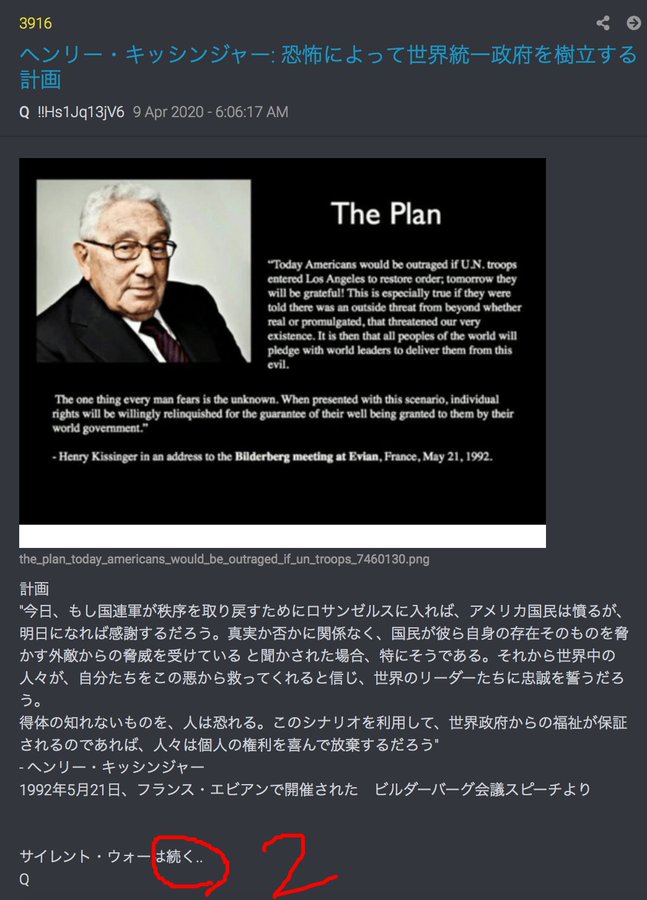 3916
ヘンリー・キッシンジャー: 恐怖によって世界統一政府を樹立する
計画
Q !!Hs1Jq13jV6 9 Apr 2020 - 6:06:17 AM
The Plan
“Today Americans would be outraged if U.N. troops
entered Los Angeles to restore order; tomorrow they
will be grateful! This is especially true if they were
told there was an outside threat from beyond whether
real or promulgated, that threatened our very
existence. It is then that all peoples of the world will
pledge with world leaders to deliver them from this
evil.
The one thing every man fears is the unknown. When presented with this scenario, individual
rights will be willingly relinquished for the guarantee of their well being granted to them by their
world government.”
- Henry Kissinger in an address to the Bilderberg meeting at Evian, France, May 21, 1992.
the_plan_today_americans_would_be_outraged_if_un_troops_7460130.png
計画
"今日、もし国連軍が秩序を取り戻すためにロサンゼルスに入れば、アメリカ国民は憤るが、
明日になれば感謝するだろう。真実か否かに関係なく、国民が彼ら自身の存在そのものを脅
かす外敵からの脅威を受けている と聞かされた場合、特にそうである。それから世界中の
人々が、自分たちをこの悪から救ってくれると信じ、世界のリーダーたちに忠誠を誓うだろ
う。
得体の知れないものを、人は恐れる。このシナリオを利用して、世界政府からの福祉が保証
されるのであれば、人々は個人の権利を喜んで放棄するだろう"
- ヘンリー・キッシンジャー
1992年5月21日、フランス・エビアンで開催された　ビルダーバーグ会議スピーチより
サイレント・ウォーは続く.. 2
Q